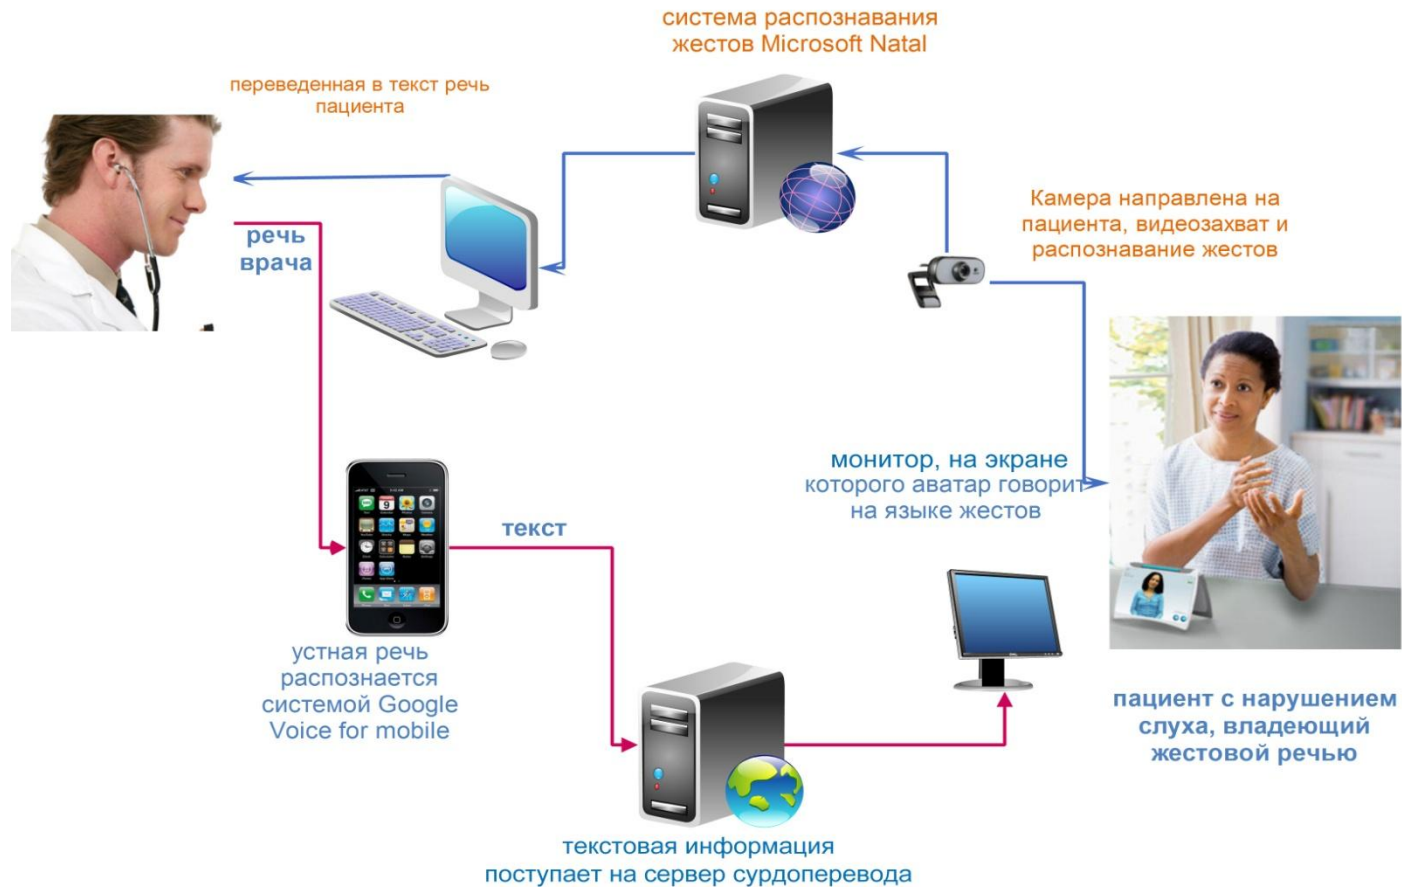 система распознавания
жестов Microsoft Natal
переведенная в текст речь
пациента
речь
врача
Камера направлена на
пациента, видеозахват и
распознавание жестов
монитор, на экране
которого аватар говорит
на языке жестов
текст
устная речь
распознается
системой Google
Voice for mobile
пациент с нарушением
слуха, владеющий
жестовой речью
текстовая информация
поступает на сервер сурдоперевода